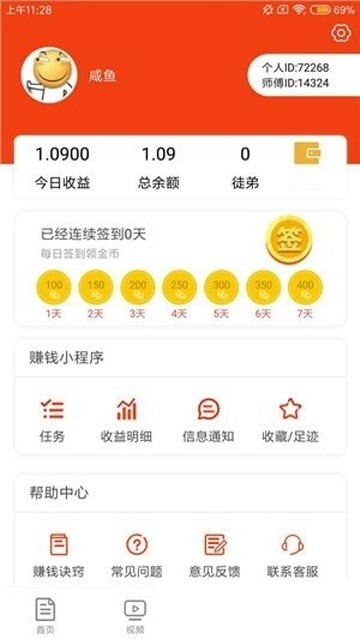 上午11:28
69%
咸鱼
个人ID:72268
师傅ID:14324
1.0900
1.09
0
今日收益
总余额
徒弟
已经连续签到0天
每日签到领金币
签
100
150
200
250
300
350
400
1天
2天
3天
4天
5天
6天
7天
赚钱小程序
任务
收益明细
信息通知
收藏/足迹
帮助中心
赚钱诀窍
常见问题
意见反馈
联系客服
首页
视频